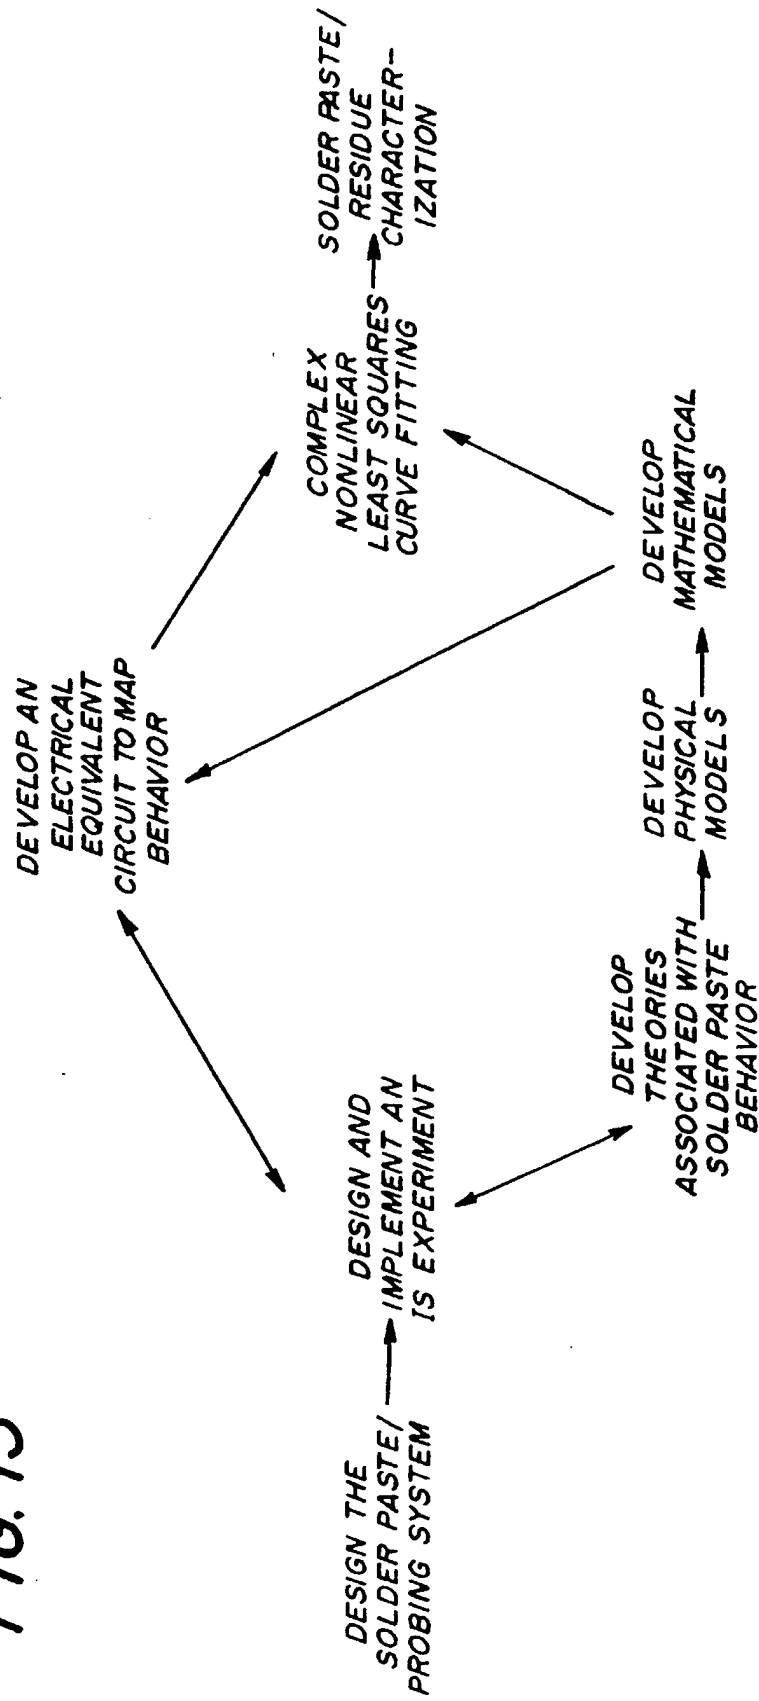 FIG. 15
DESIGN THE
SOLDER PASTE/
PROBING SYSTEM
DESIGN AND
IMPLEMENT AN
IS EXPERIMENT
DEVELOP AN
ELECTRICAL
EQUIVALENT
CIRCUIT TO MAP
BEHAVIOR
DEVELOP
THEORIES
ASSOCIATED WITH
SOLDER PASTE
BEHAVIOR
DEVELOP
PHYSICAL
MODELS
DEVELOP
MATHEMATICAL
MODELS
COMPLEX
NONLINEAR
LEAST SQUARES
CURVE FITTING
SOLDER PASTE/
RESIDUE
CHARACTER-
IZATION